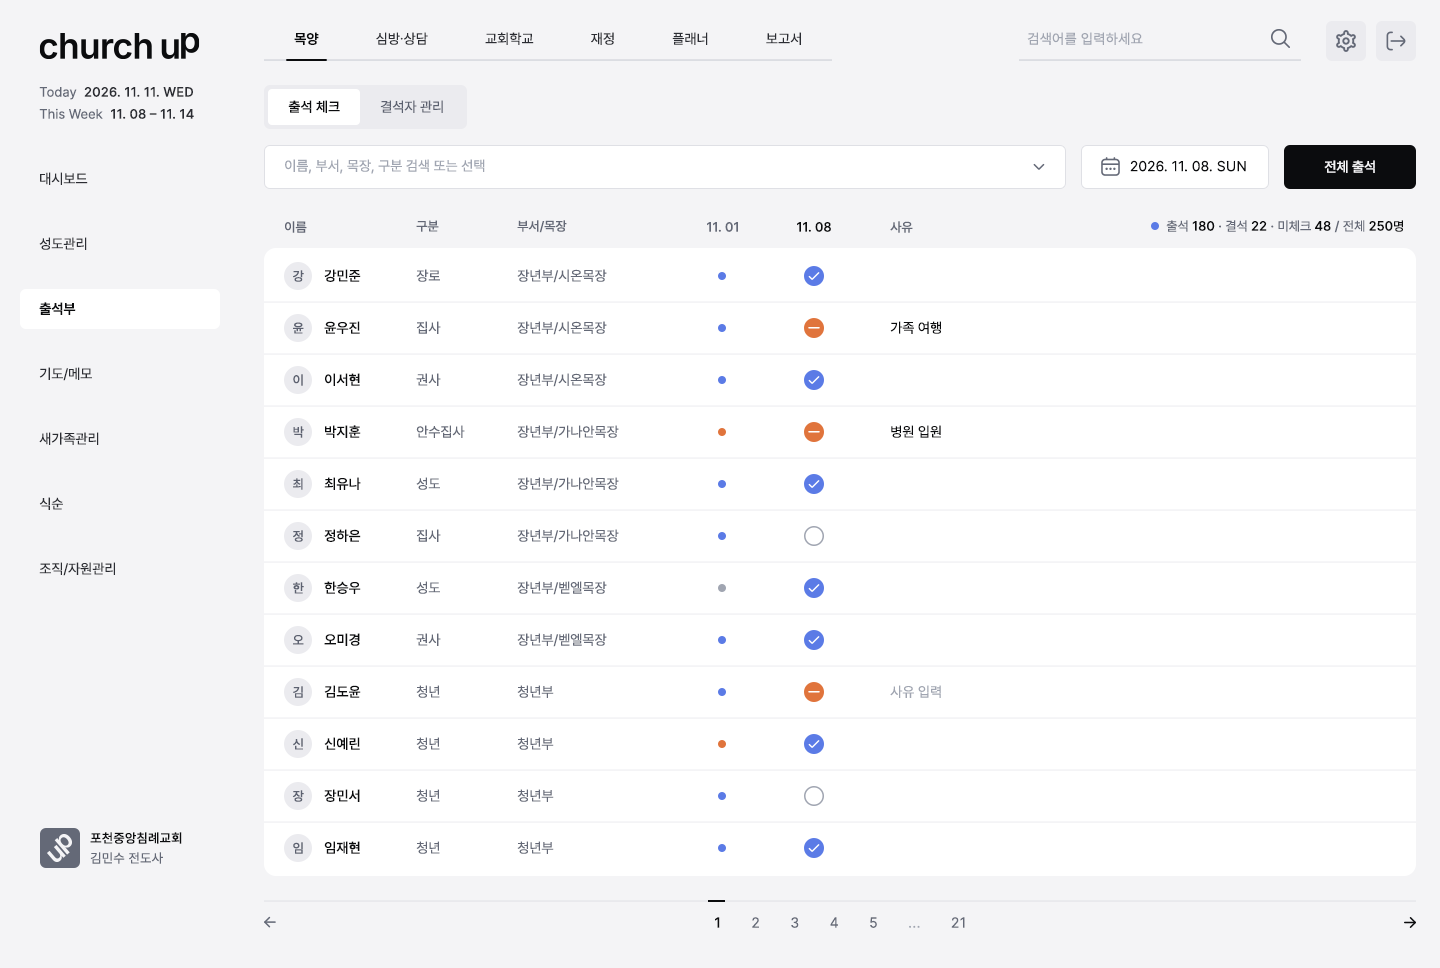 church up
Today 2026. 11. 11. WED
This Week 11. 08 – 11. 14
대시보드
성도관리
출석부
기도/메모
새가족관리
식순
조직/자원관리
up
포천중앙침례교회
김민수 전도사
목양 심방·상담 교회학교 재정 플래너 보고서
검색어를 입력하세요
출석 체크 결석자 관리
이름, 부서, 목장, 구분 검색 또는 선택
2026. 11. 08. SUN
전체 출석
이름 구분 부서/목장 11. 01 11. 08 사유
출석 180 · 결석 22 · 미체크 48 / 전체 250명
강 강민준 장로 장년부/시온목장
윤 윤우진 집사 장년부/시온목장 가족 여행
이 이서현 권사 장년부/시온목장
박 박지훈 안수집사 장년부/가나안목장 병원 입원
최 최유나 성도 장년부/가나안목장
정 정하은 집사 장년부/가나안목장
한 한승우 성도 장년부/벧엘목장
오 오미경 권사 장년부/벧엘목장
김 김도윤 청년 청년부 사유 입력
신 신예린 청년 청년부
장 장민서 청년 청년부
임 임재현 청년 청년부
1 2 3 4 5 ... 21